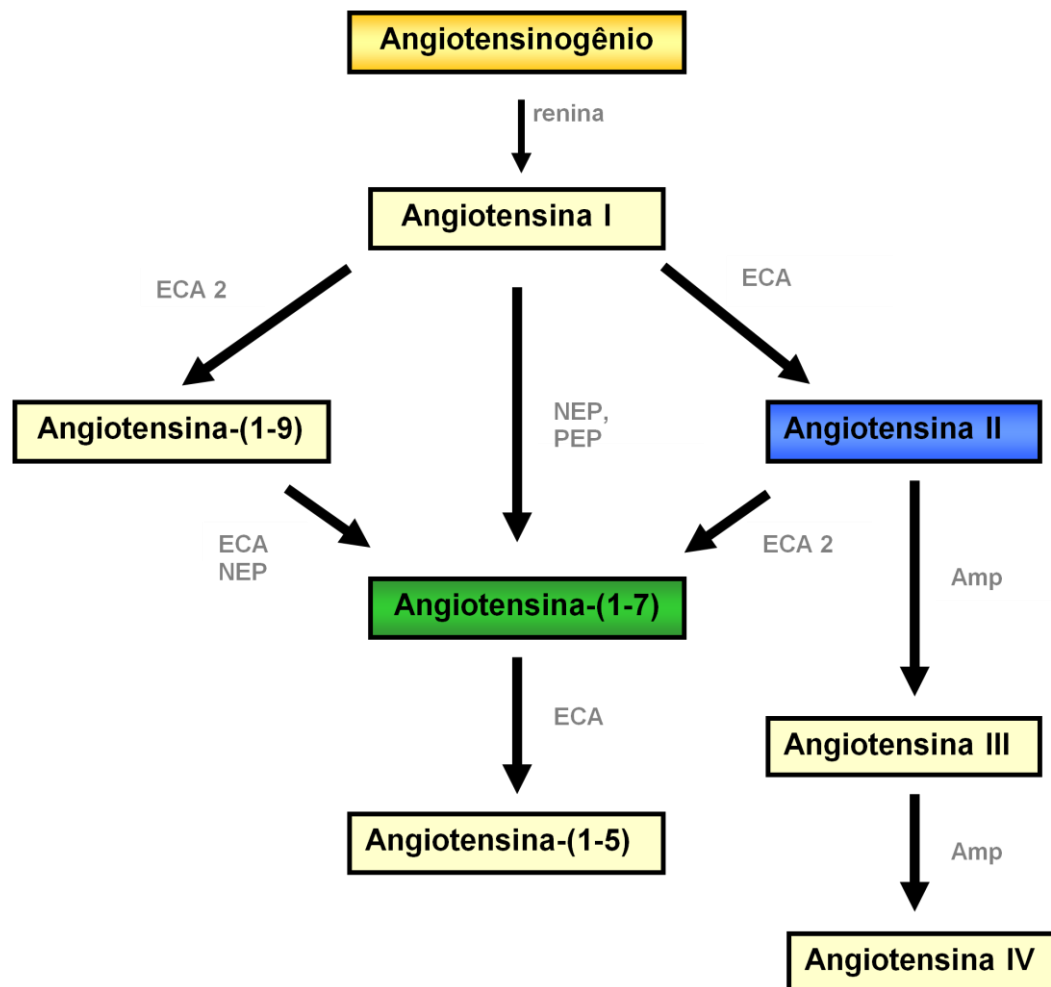 Angiotensinogênio
renina
Angiotensina I
ECA 2
ECA
Angiotensina-(1-9)
NEP,
PEP
Angiotensina II
ECA
NEP
ECA 2
Amp
Angiotensina-(1-7)
ECA
Angiotensina III
Angiotensina-(1-5)
Amp
Angiotensina IV